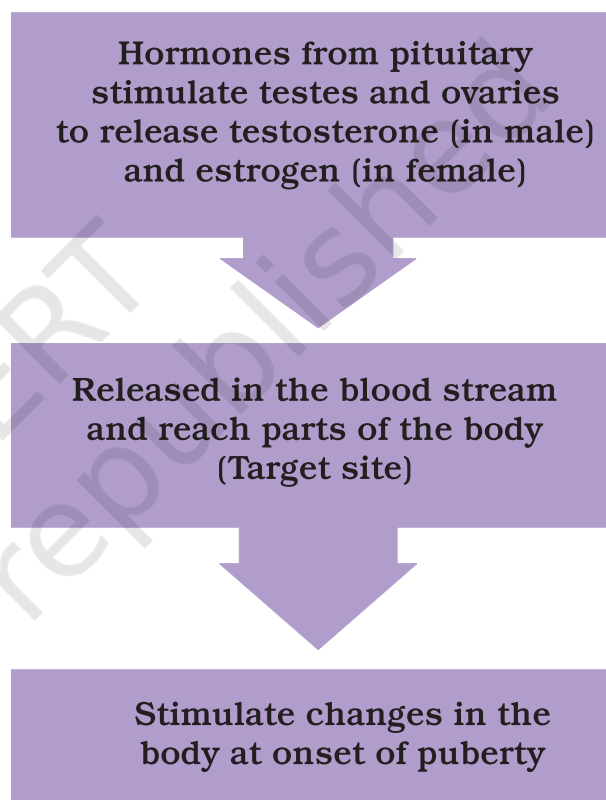 Hormones from pituitary
stimulate testes and ovaries
to release testosterone (in male)
and estrogen (in female)
Released in the blood stream
and reach parts of the body
(Target site)
Stimulate changes in the
body at onset of puberty
republished